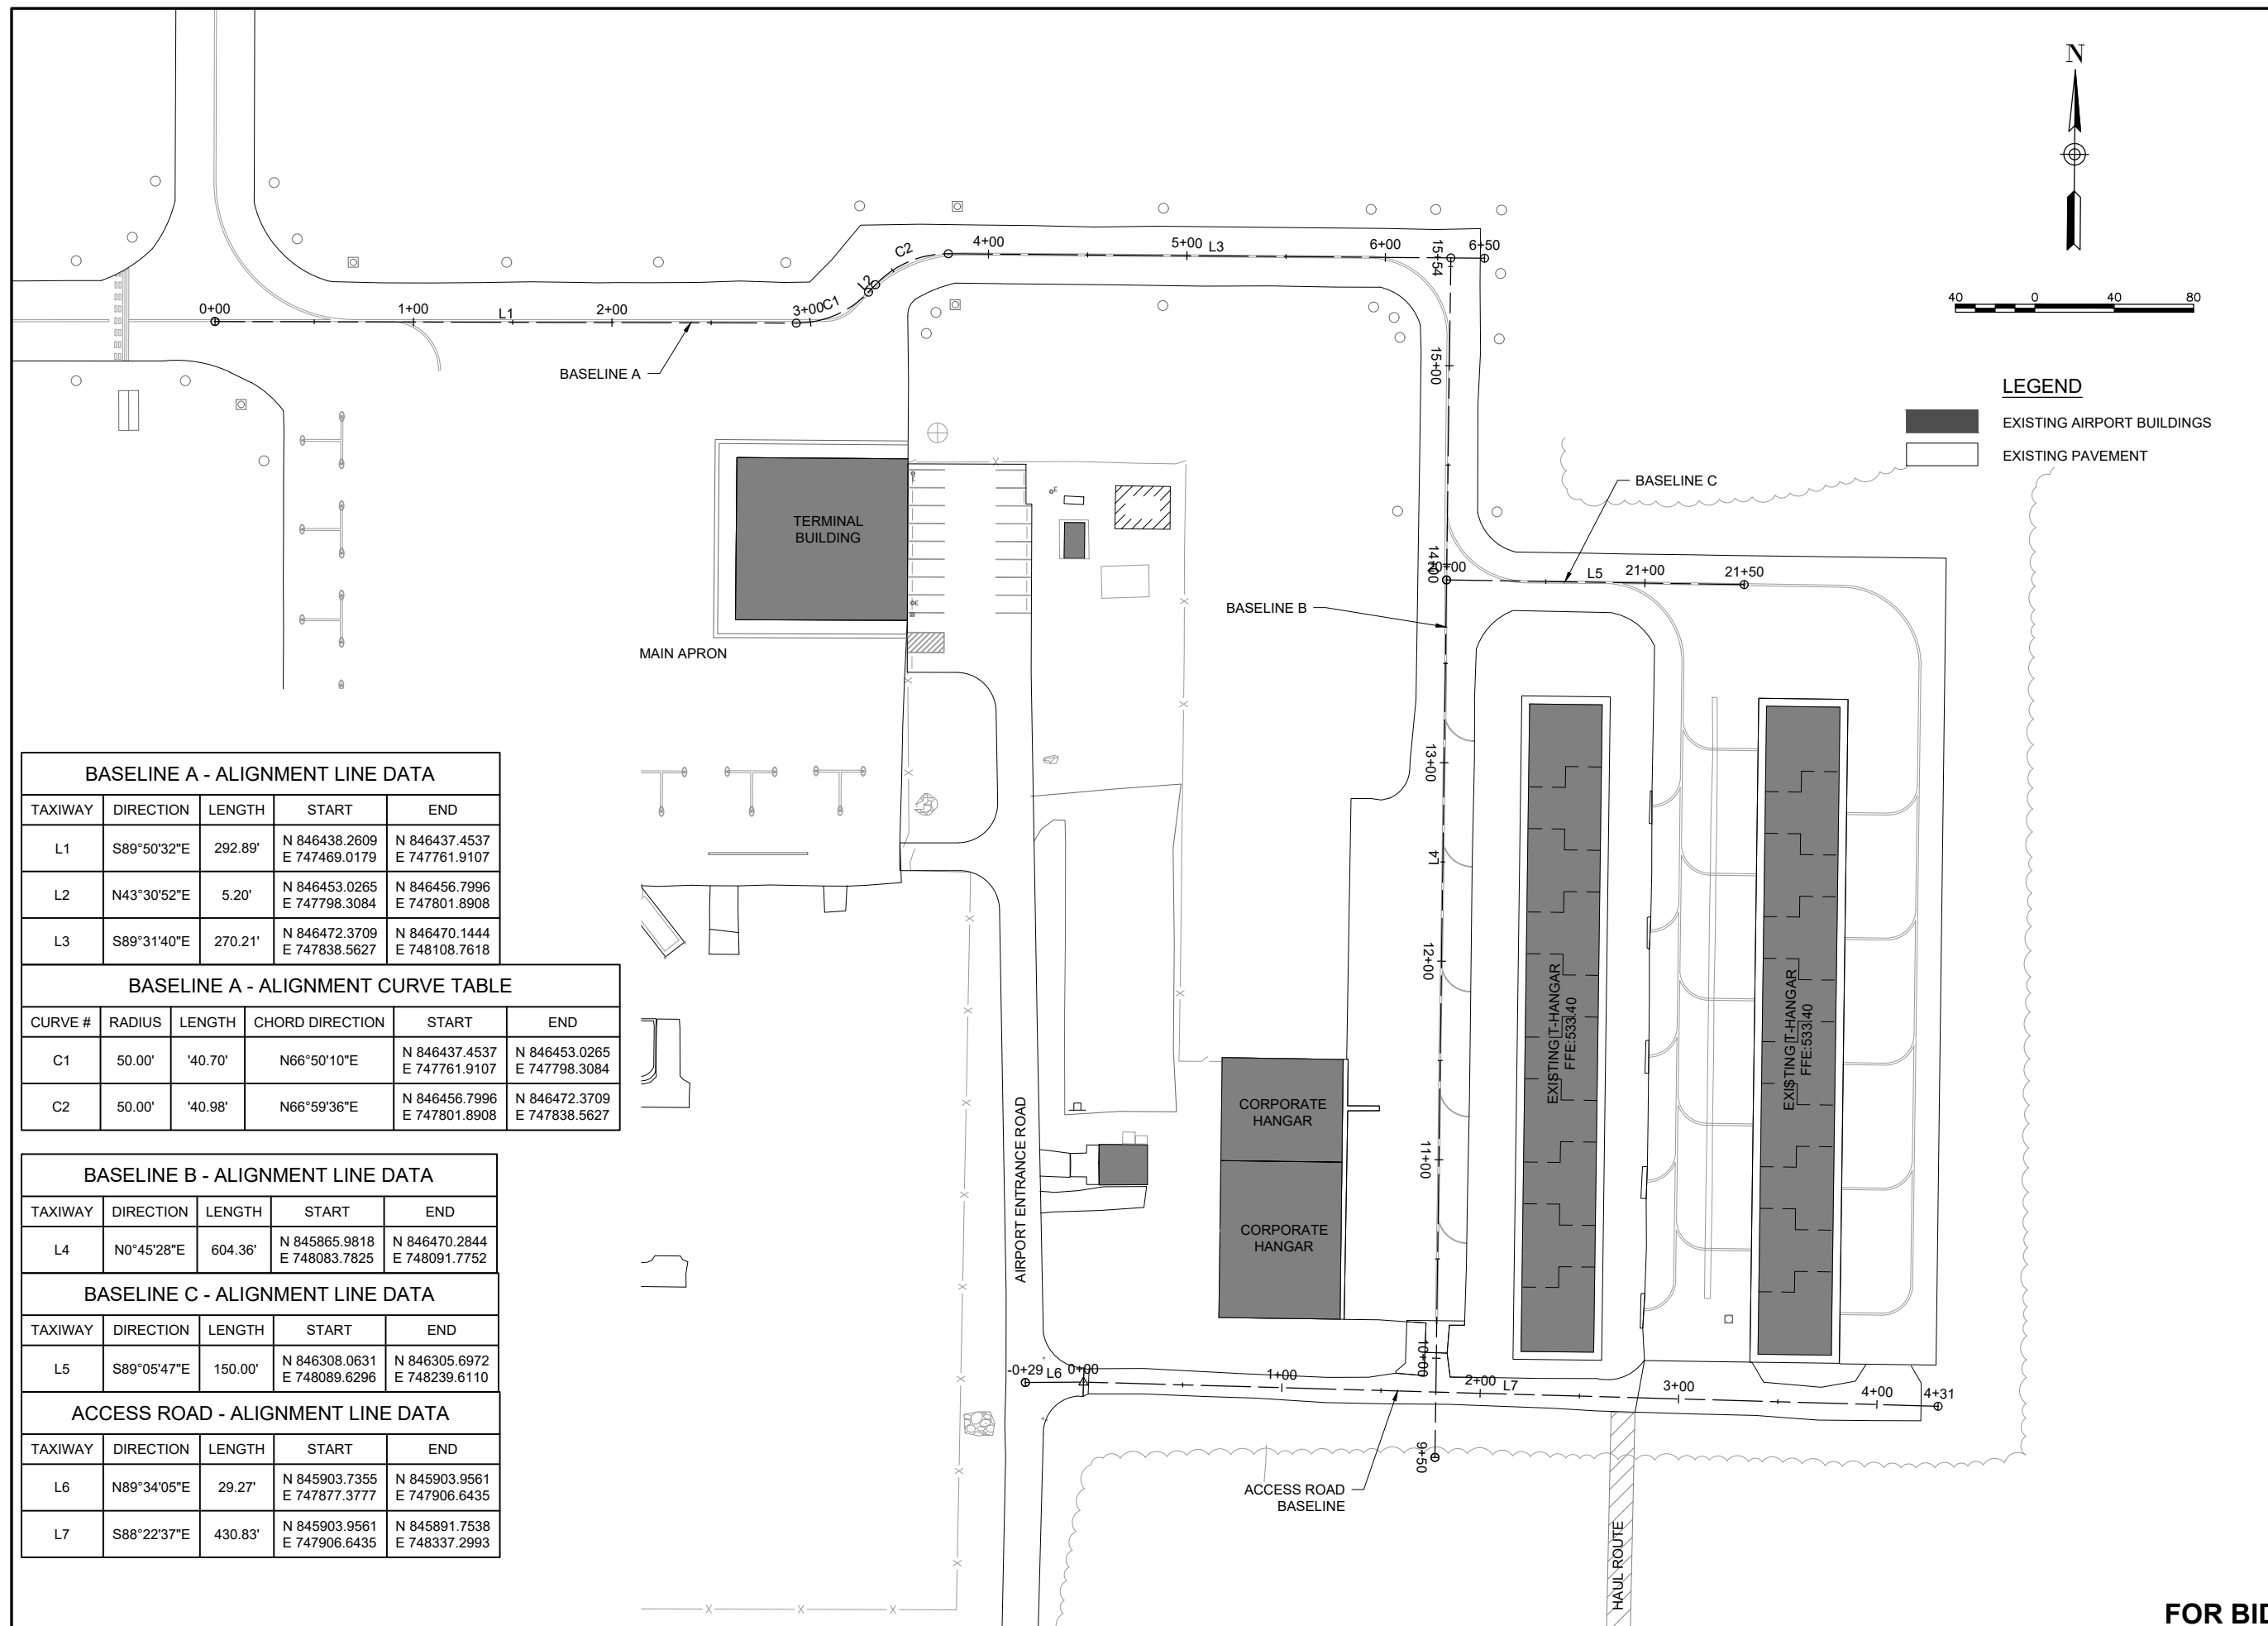 N
40 0 40 80
LEGEND
EXISTING AIRPORT BUILDINGS
EXISTING PAVEMENT
0+00
1+00
L1
2+00
3+00
C1
L2
C2
4+00
5+00
L3
6+00
15+54
6+50
BASELINE A
15+00
BASELINE C
TERMINAL
BUILDING
14+00
20+00
L5
21+00
21+50
BASELINE B
MAIN APRON
13+00
L4
12+00
11+00
10+00
9+50
EXISTING T-HANGAR
FFE:533.40
EXISTING T-HANGAR
FFE:533.40
CORPORATE
HANGAR
CORPORATE
HANGAR
AIRPORT ENTRANCE ROAD
-0+29
L6
0+00
1+00
2+00
L7
3+00
4+00
4+31
ACCESS ROAD
BASELINE
HAUL ROUTE
BASELINE A - ALIGNMENT LINE DATA
TAXIWAY DIRECTION LENGTH START END
L1 S89°50'32"E 292.89' N 846438.2609 N 846437.4537
E 747469.0179 E 747761.9107
L2 N43°30'52"E 5.20' N 846453.0265 N 846456.7996
E 747798.3084 E 747801.8908
L3 S89°31'40"E 270.21' N 846472.3709 N 846470.1444
E 747838.5627 E 748108.7618
BASELINE A - ALIGNMENT CURVE TABLE
CURVE # RADIUS LENGTH CHORD DIRECTION START END
C1 50.00' '40.70' N66°50'10"E N 846437.4537 N 846453.0265
E 747761.9107 E 747798.3084
C2 50.00' '40.98' N66°59'36"E N 846456.7996 N 846472.3709
E 747801.8908 E 747838.5627
BASELINE B - ALIGNMENT LINE DATA
TAXIWAY DIRECTION LENGTH START END
L4 N0°45'28"E 604.36' N 845865.9818 N 846470.2844
E 748083.7825 E 748091.7752
BASELINE C - ALIGNMENT LINE DATA
TAXIWAY DIRECTION LENGTH START END
L5 S89°05'47"E 150.00' N 846308.0631 N 846305.6972
E 748089.6296 E 748239.6110
ACCESS ROAD - ALIGNMENT LINE DATA
TAXIWAY DIRECTION LENGTH START END
L6 N89°34'05"E 29.27' N 845903.7355 N 845903.9561
E 747877.3777 E 747906.6435
L7 S88°22'37"E 430.83' N 845903.9561 N 845891.7538
E 747906.6435 E 748337.2993
FOR BID